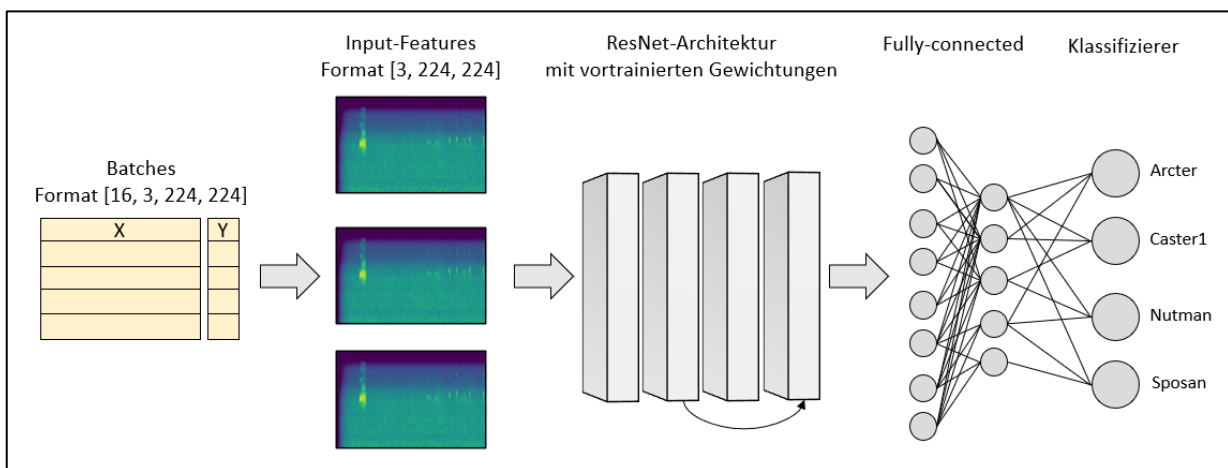 Input-Features
Format [3, 224, 224]
ResNet-Architektur
mit vortrainierten Gewichtungen
Fully-connected
Klassifizierer
Batches
Format [16, 3, 224, 224]
X
Y
Arcter
Caster1
Nutman
Sposan